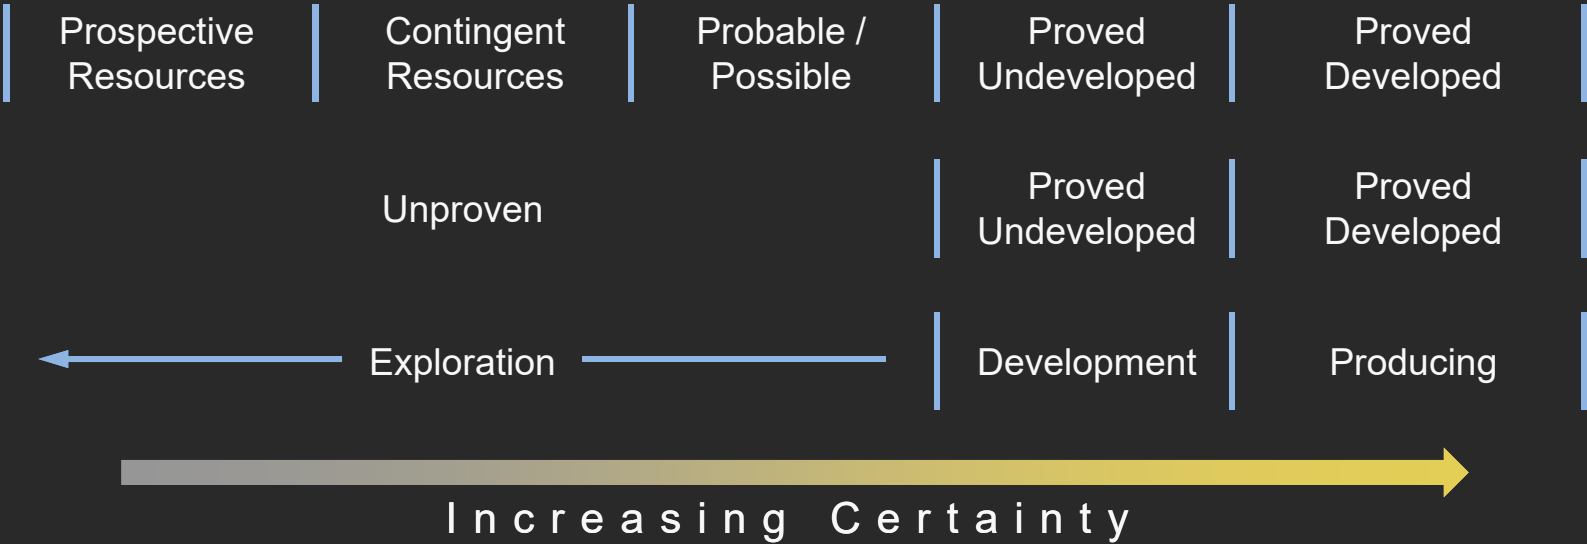 Prospective Resources
Contingent Resources
Probable / Possible
Proved Undeveloped
Proved Developed
Unproven
Proved Undeveloped
Proved Developed
Exploration
Development
Producing
Increasing Certainty